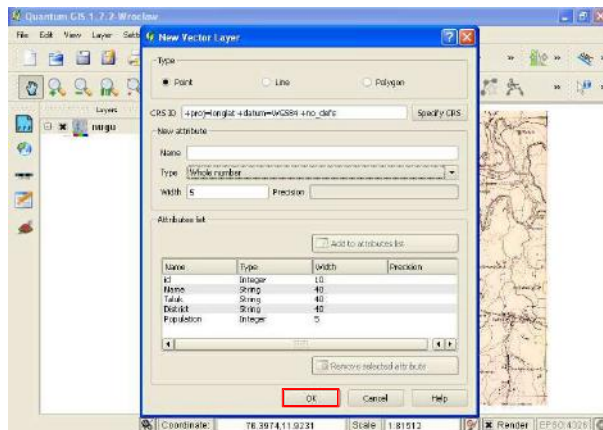 Quantum GIS 1.7.2-Wroclaw
File Edit View Layer Setti
New Vector Layer
Type
Point Line Polygon
CRS ID +proj=longlat +datum=WGS84 +no_defs Specify CRS
New attribute
Name
Type Whole number
Width 5 Precision
Attributes list
Add to attributes list
Name Type Width Precision
id Integer 10
Name String 40
Taluk String 40
District String 40
Population Integer 5
Remove selected attribute
OK Cancel Help
Layers
nugu
Coordinate: 76.3974,11.9231 Scale 1:81512 Render EPSG:4326